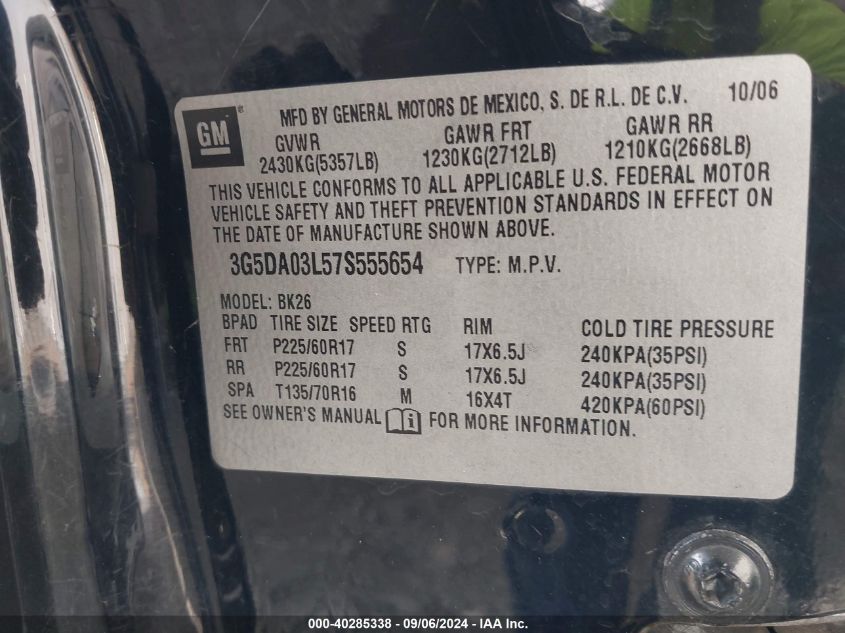 MFD BY GENERAL MOTORS DE MEXICO, S. DE R.L. DE C.V. 10/06
GM
GVWR GAWR FRT GAWR RR
2430KG(5357LB) 1230KG(2712LB) 1210KG(2668LB)
THIS VEHICLE CONFORMS TO ALL APPLICABLE U.S. FEDERAL MOTOR
VEHICLE SAFETY AND THEFT PREVENTION STANDARDS IN EFFECT ON
THE DATE OF MANUFACTURE SHOWN ABOVE.
3G5DA03L57S555654 TYPE: M.P.V.
MODEL: BK26
BPAD TIRE SIZE SPEED RTG RIM COLD TIRE PRESSURE
FRT P225/60R17 S 17X6.5J 240KPA(35PSI)
RR P225/60R17 S 17X6.5J 240KPA(35PSI)
SPA T135/70R16 M 16X4T 420KPA(60PSI)
SEE OWNER'S MANUAL i FOR MORE INFORMATION.
000-40285338 - 09/06/2024 - IAA Inc.